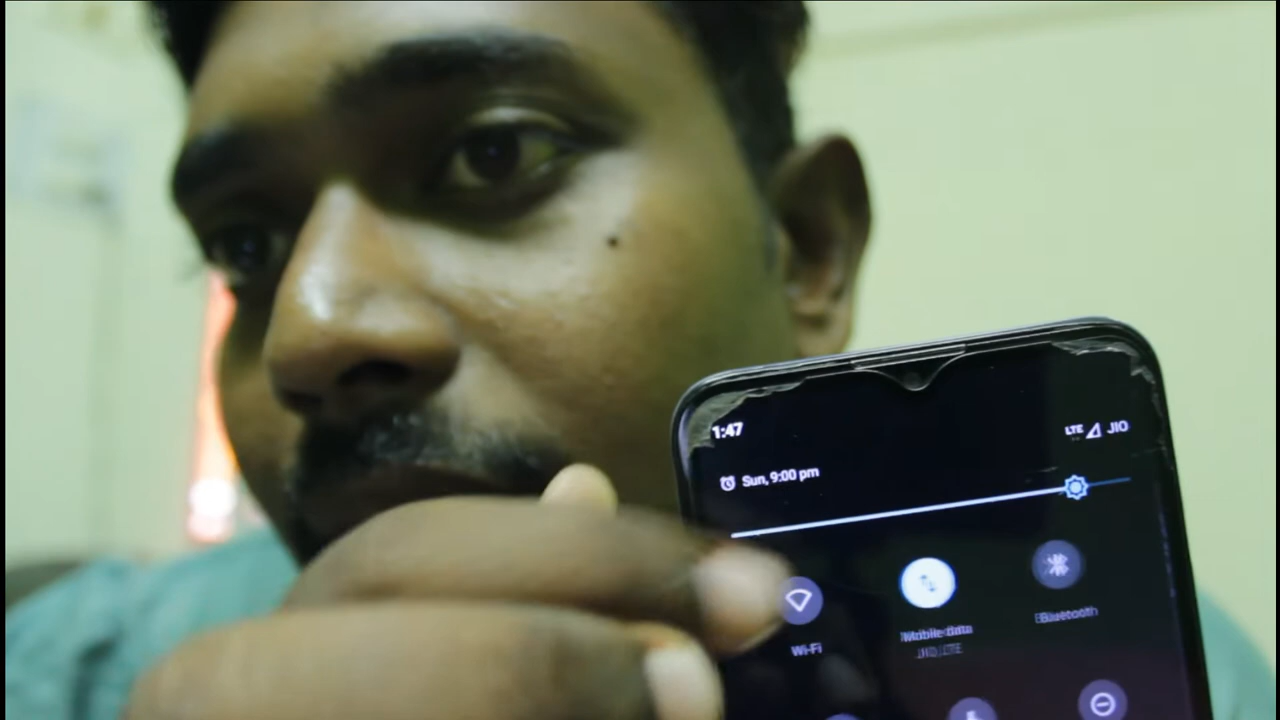 1:47
LTE JIO
Sun, 9:00 pm
Wi-Fi
Mobile data
JIO LTE
Bluetooth